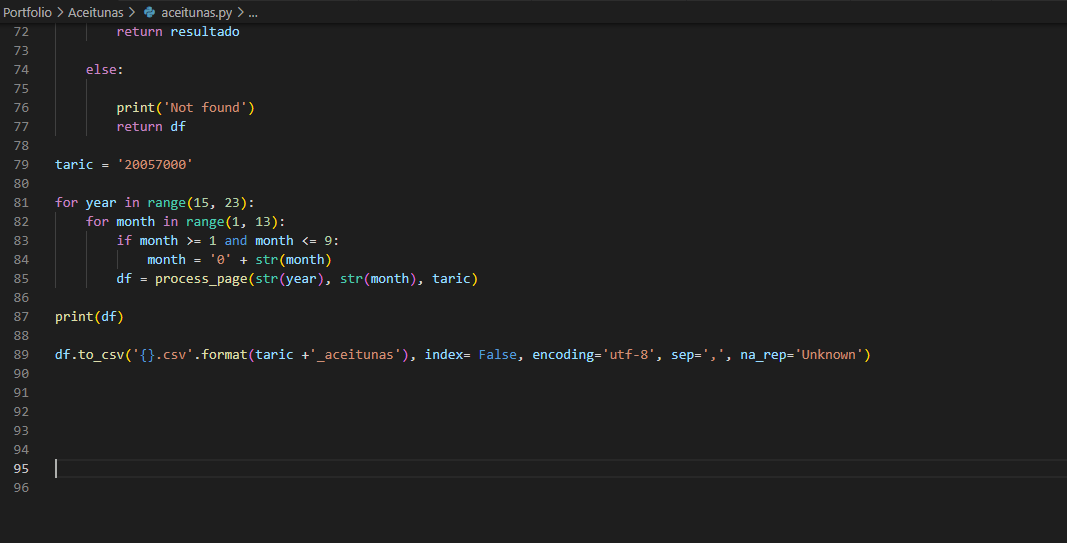 Portfolio > Aceitunas > aceitunas.py > ...
72 return resultado
73
74 else:
75
76 print('Not found')
77 return df
78
79 taric = '20057000'
80
81 for year in range(15, 23):
82 for month in range(1, 13):
83 if month >= 1 and month <= 9:
84 month = '0' + str(month)
85 df = process_page(str(year), str(month), taric)
86
87 print(df)
88
89 df.to_csv('{}.csv'.format(taric +'_aceitunas'), index= False, encoding='utf-8', sep=',', na_rep='Unknown')
90
91
92
93
94
95
96